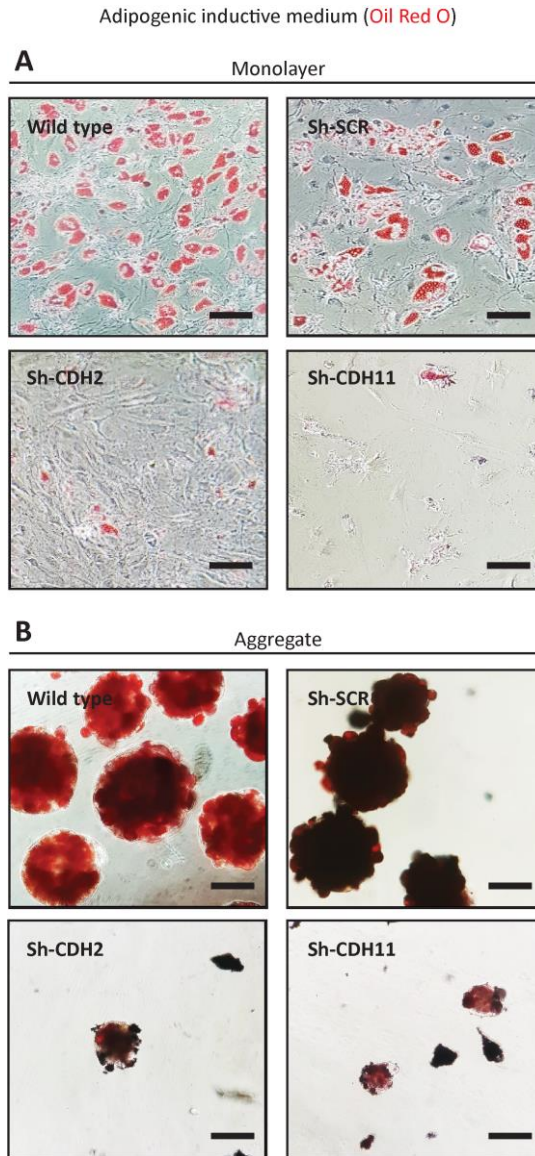 Adipogenic inductive medium (Oil Red O)
A
Monolayer
Wild type
Sh-SCR
Sh-CDH2
Sh-CDH11
B
Aggregate
Wild type
Sh-SCR
Sh-CDH2
Sh-CDH11